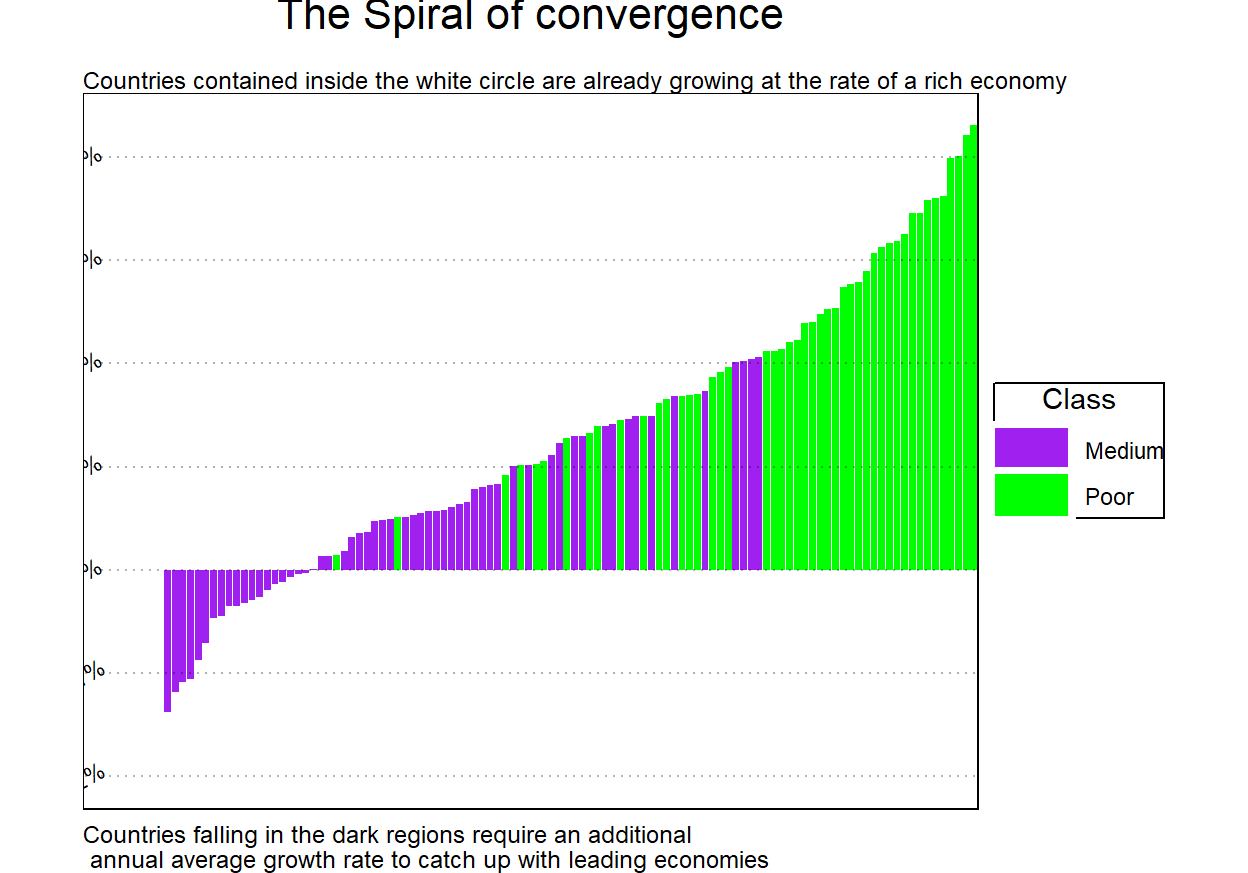 The Spiral of convergence
Countries contained inside the white circle are already growing at the rate of a rich economy
%
%
%
%
%
%
%
Class
Medium
Poor
Countries falling in the dark regions require an additional
annual average growth rate to catch up with leading economies